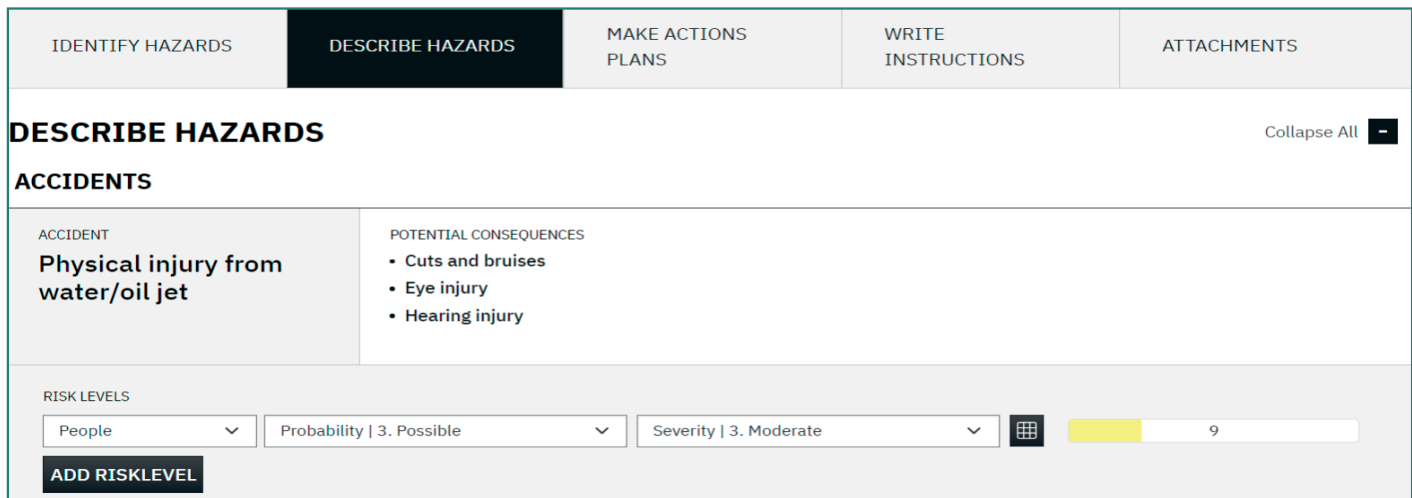 IDENTIFY HAZARDS
DESCRIBE HAZARDS
MAKE ACTIONS
PLANS
WRITE
INSTRUCTIONS
ATTACHMENTS
DESCRIBE HAZARDS
Collapse All -
ACCIDENTS
ACCIDENT
Physical injury from
water/oil jet
POTENTIAL CONSEQUENCES
• Cuts and bruises
• Eye injury
• Hearing injury
RISK LEVELS
People
Probability | 3. Possible
Severity | 3. Moderate
9
ADD RISKLEVEL